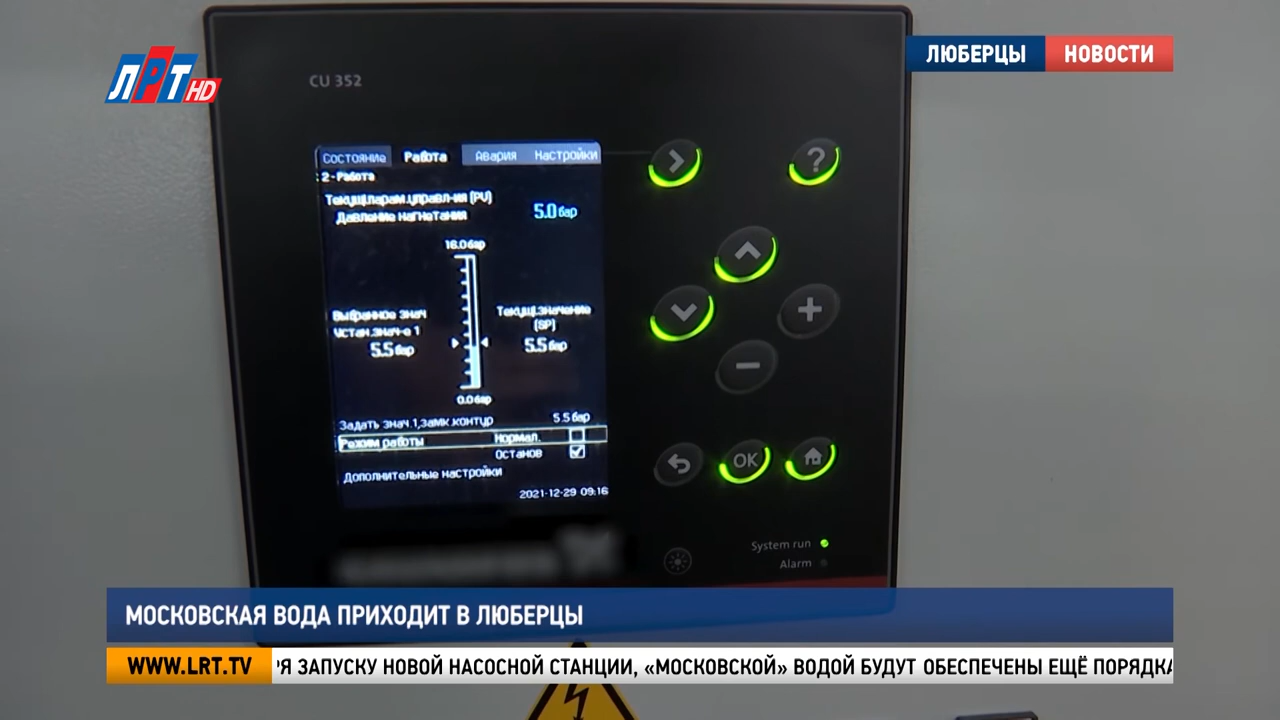 ЛРТ HD
ЛЮБЕРЦЫ НОВОСТИ
CU 352
Состояние Работа Авария Настройки
2 - Работа
Текущ.парам.управл-ия (PV)
Давление нагнетания 5.0 бар
16.0 бар
Выбранное знач
Устан.знач-е 1
5.5 бар
Текущ.значение
(SP)
5.5 бар
0.0 бар
Задать знач.1,замк.контур 5.5 бар
Режим работы Нормал.
Останов
Дополнительные настройки
2021-12-29 09:16
?
OK
System run
Alarm
МОСКОВСКАЯ ВОДА ПРИХОДИТ В ЛЮБЕРЦЫ
WWW.LRT.TV
РЯ ЗАПУСКУ НОВОЙ НАСОСНОЙ СТАНЦИИ, «МОСКОВСКОЙ» ВОДОЙ БУДУТ ОБЕСПЕЧЕНЫ ЕЩЁ ПОРЯДКА